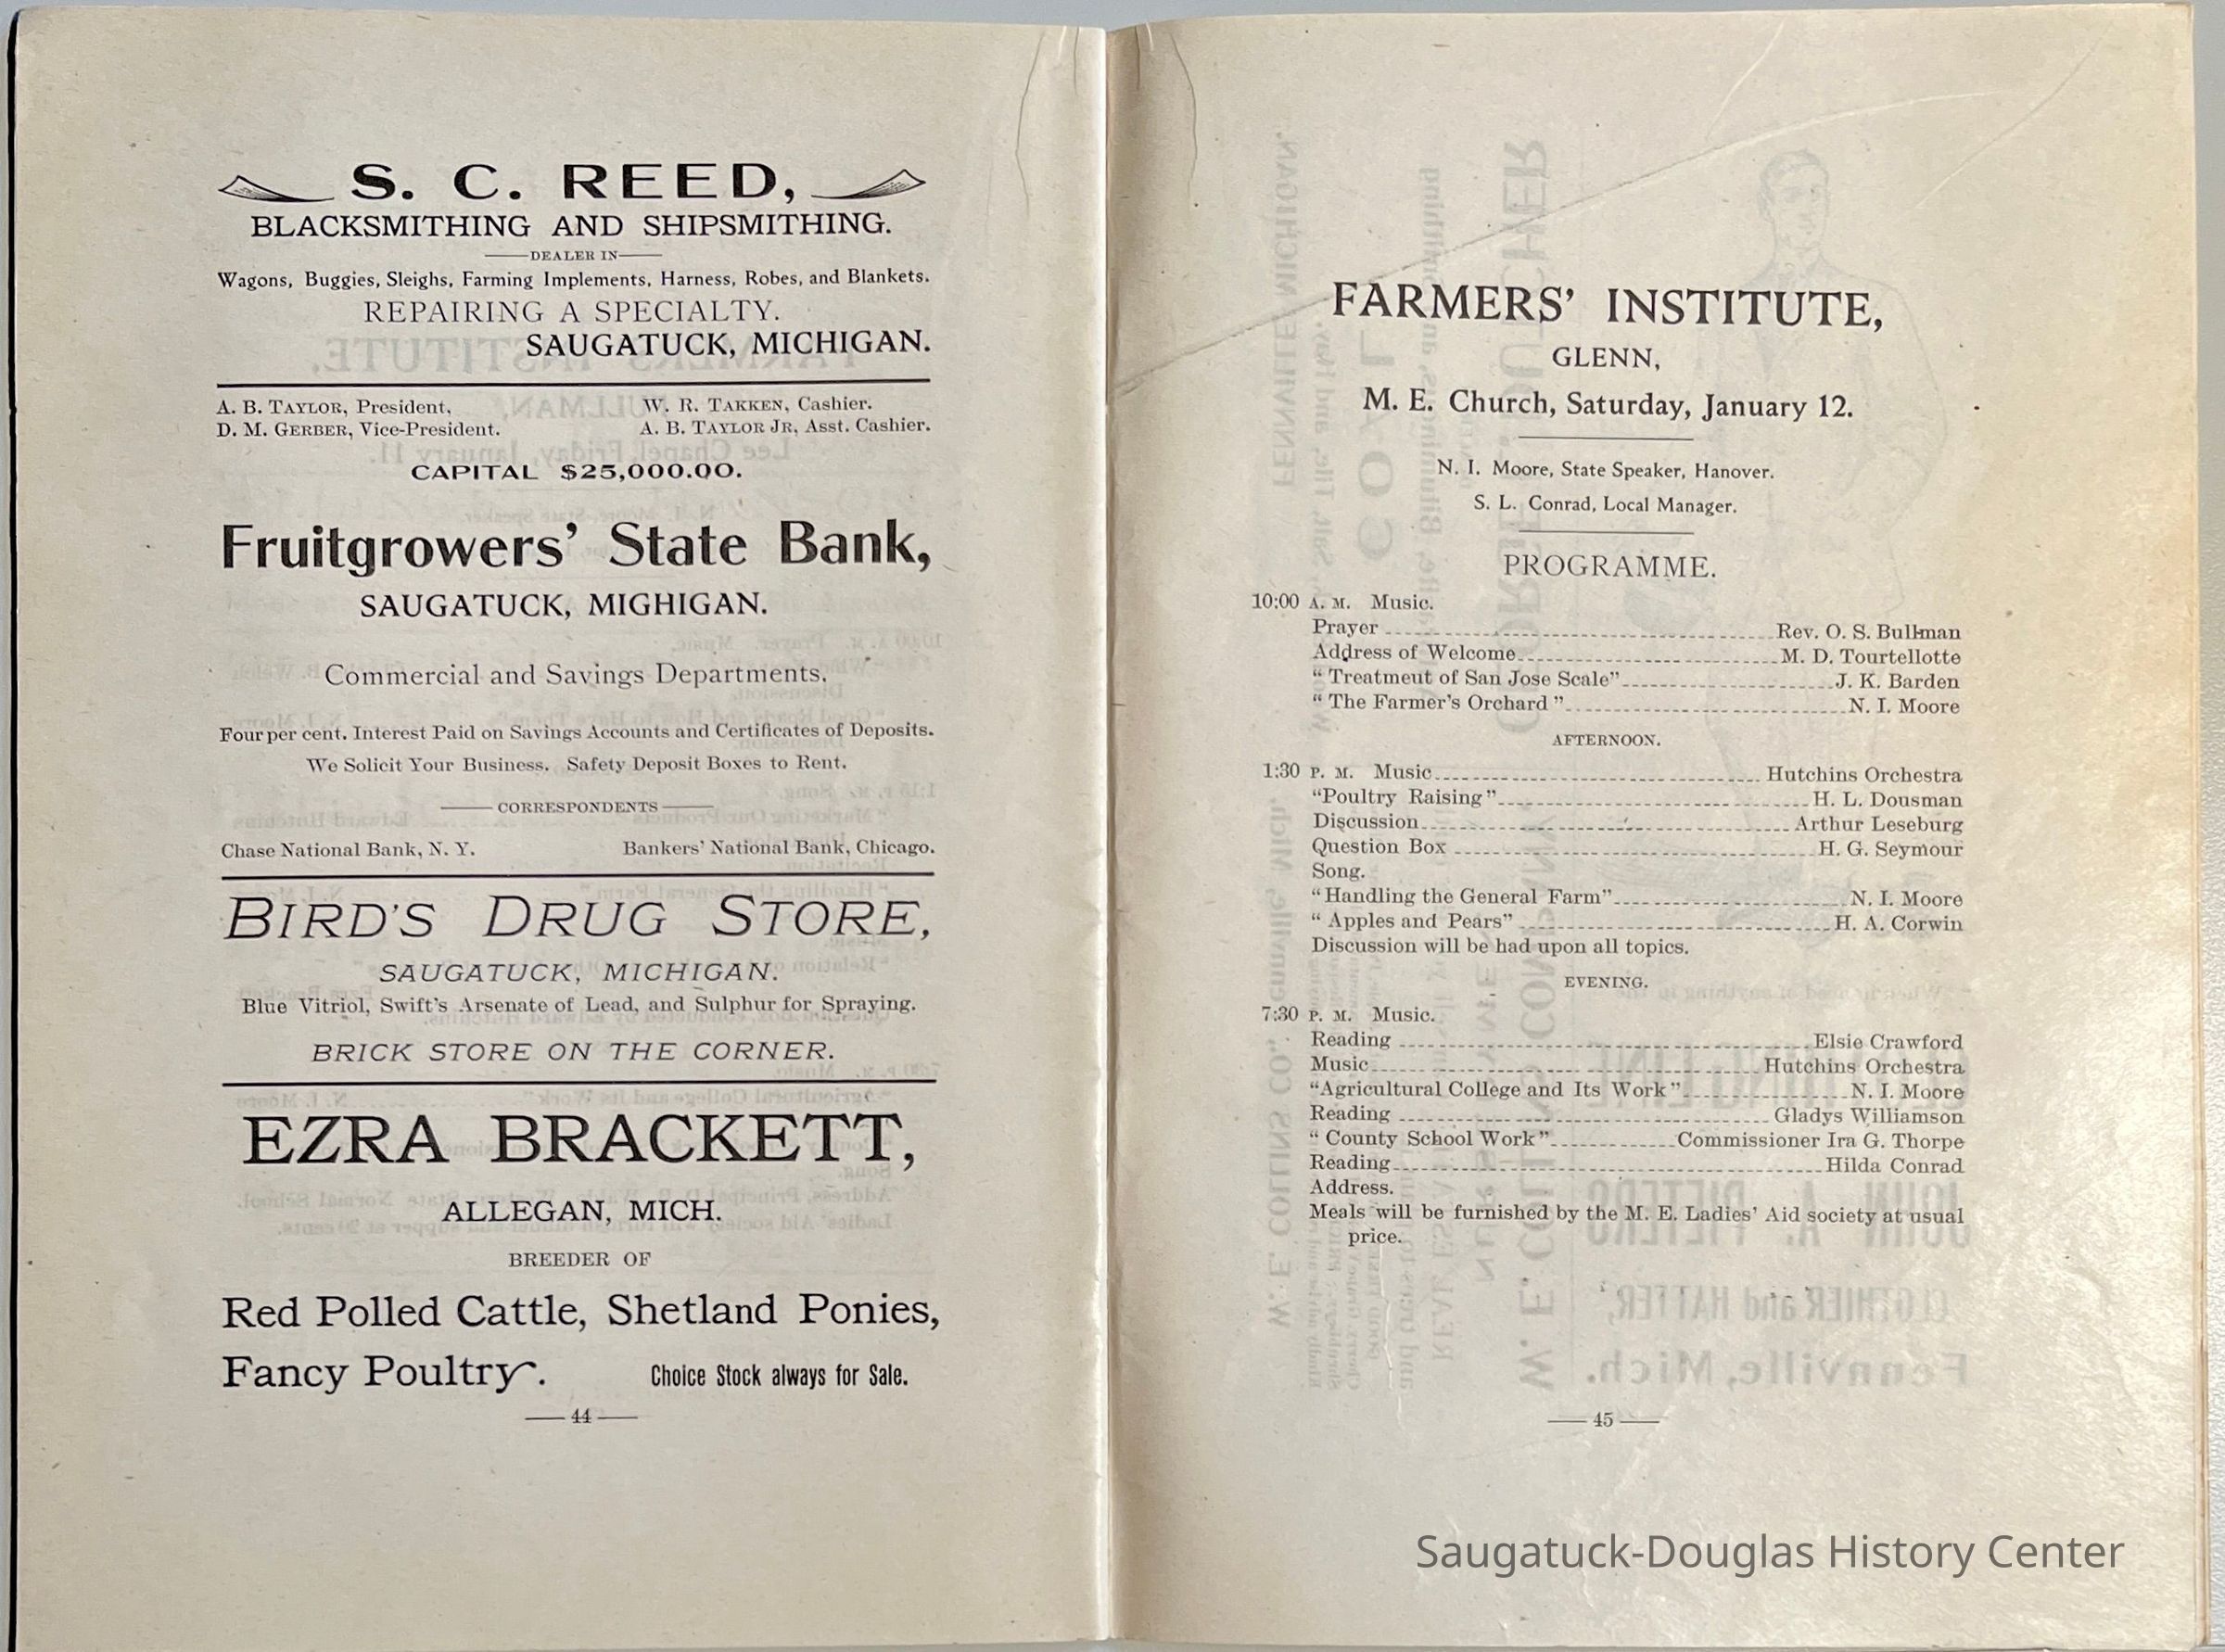 S. C. REED,
BLACKSMITHING AND SHIPSMITHING.
DEALER IN
Wagons, Buggies, Sleighs, Farming Implements, Harness, Robes, and Blankets.
REPAIRING A SPECIALTY.
SAUGATUCK, MICHIGAN.
A. B. TAYLOR, President, W. R. TAKKEN, Cashier.
D. M. GERBER, Vice-President. A. B. TAYLOR JR, Asst. Cashier.
CAPITAL $25,000.00.
Fruitgrowers' State Bank,
SAUGATUCK, MIGHIGAN.
Commercial and Savings Departments.
Four per cent. Interest Paid on Savings Accounts and Certificates of Deposits.
We Solicit Your Business. Safety Deposit Boxes to Rent.
CORRESPONDENTS
Chase National Bank, N. Y. Bankers' National Bank, Chicago.
BIRD'S DRUG STORE,
SAUGATUCK, MICHIGAN.
Blue Vitriol, Swift's Arsenate of Lead, and Sulphur for Spraying.
BRICK STORE ON THE CORNER.
EZRA BRACKETT,
ALLEGAN, MICH.
BREEDER OF
Red Polled Cattle, Shetland Ponies,
Fancy Poultry. Choice Stock always for Sale.
— 44 —
FARMERS' INSTITUTE,
GLENN,
M. E. Church, Saturday, January 12.
N. I. Moore, State Speaker, Hanover.
S. L. Conrad, Local Manager.
PROGRAMME.
10:00 A. M. Music.
Prayer Rev. O. S. Bullman
Address of Welcome M. D. Tourtellotte
"Treatment of San Jose Scale" J. K. Barden
"The Farmer's Orchard" N. I. Moore
AFTERNOON.
1:30 P. M. Music Hutchins Orchestra
"Poultry Raising" H. L. Dousman
Discussion Arthur Leseburg
Question Box H. G. Seymour
Song.
"Handling the General Farm" N. I. Moore
"Apples and Pears" H. A. Corwin
Discussion will be had upon all topics.
EVENING.
7:30 P. M. Music.
Reading Elsie Crawford
Music Hutchins Orchestra
"Agricultural College and Its Work" N. I. Moore
Reading Gladys Williamson
"County School Work" Commissioner Ira G. Thorpe
Reading Hilda Conrad
Address.
Meals will be furnished by the M. E. Ladies' Aid society at usual
price.
— 45 —
Saugatuck-Douglas History Center